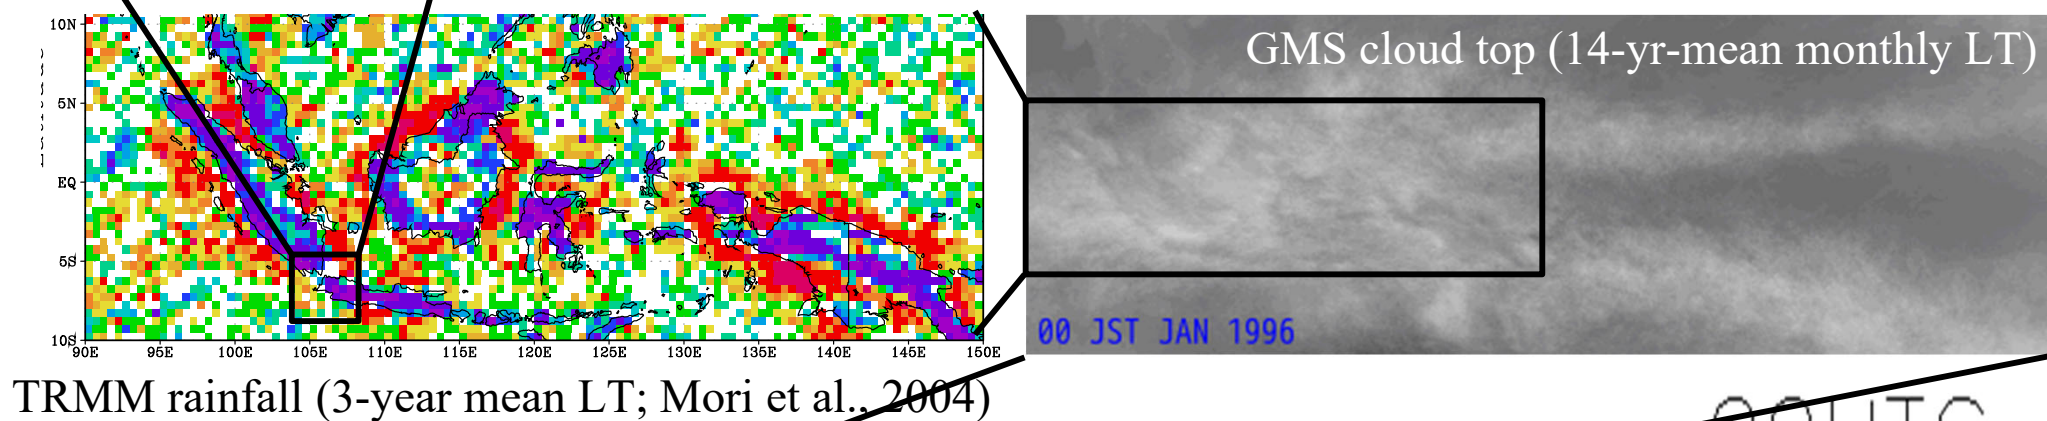 GMS cloud top (14-yr-mean monthly LT)
10N
5N
EQ
5S
10S
90E 95E 100E 105E 110E 115E 120E 125E 130E 135E 140E 145E 150E
00 JST JAN 1996
TRMM rainfall (3-year mean LT; Mori et al., 2004)